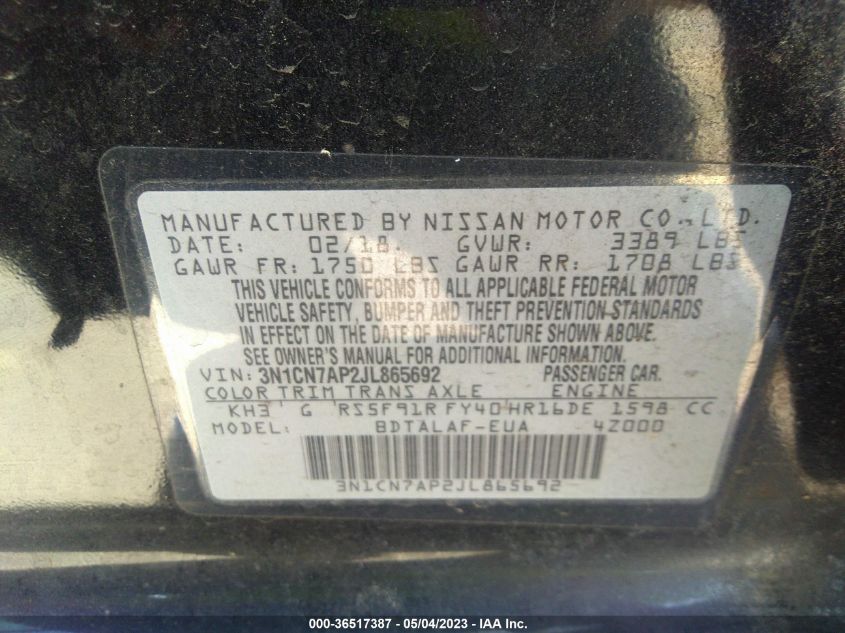 MANUFACTURED BY NISSAN MOTOR CO., LTD.
DATE: 02/18 GVWR: 3389 LBS
GAWR FR: 1750 LBS GAWR RR: 1708 LBS
THIS VEHICLE CONFORMS TO ALL APPLICABLE FEDERAL MOTOR
VEHICLE SAFETY, BUMPER AND THEFT PREVENTION STANDARDS
IN EFFECT ON THE DATE OF MANUFACTURE SHOWN ABOVE.
SEE OWNER'S MANUAL FOR ADDITIONAL INFORMATION.
VIN: 3N1CN7AP2JL865692 PASSENGER CAR.
COLOR TRIM TRANS AXLE ENGINE
KH3 G RS5F91R FY40 HR16DE 1598 CC
MODEL: BDTALAF-EUA 4Z000
3N1CN7AP2JL865692
000-36517387 - 05/04/2023 - IAA Inc.